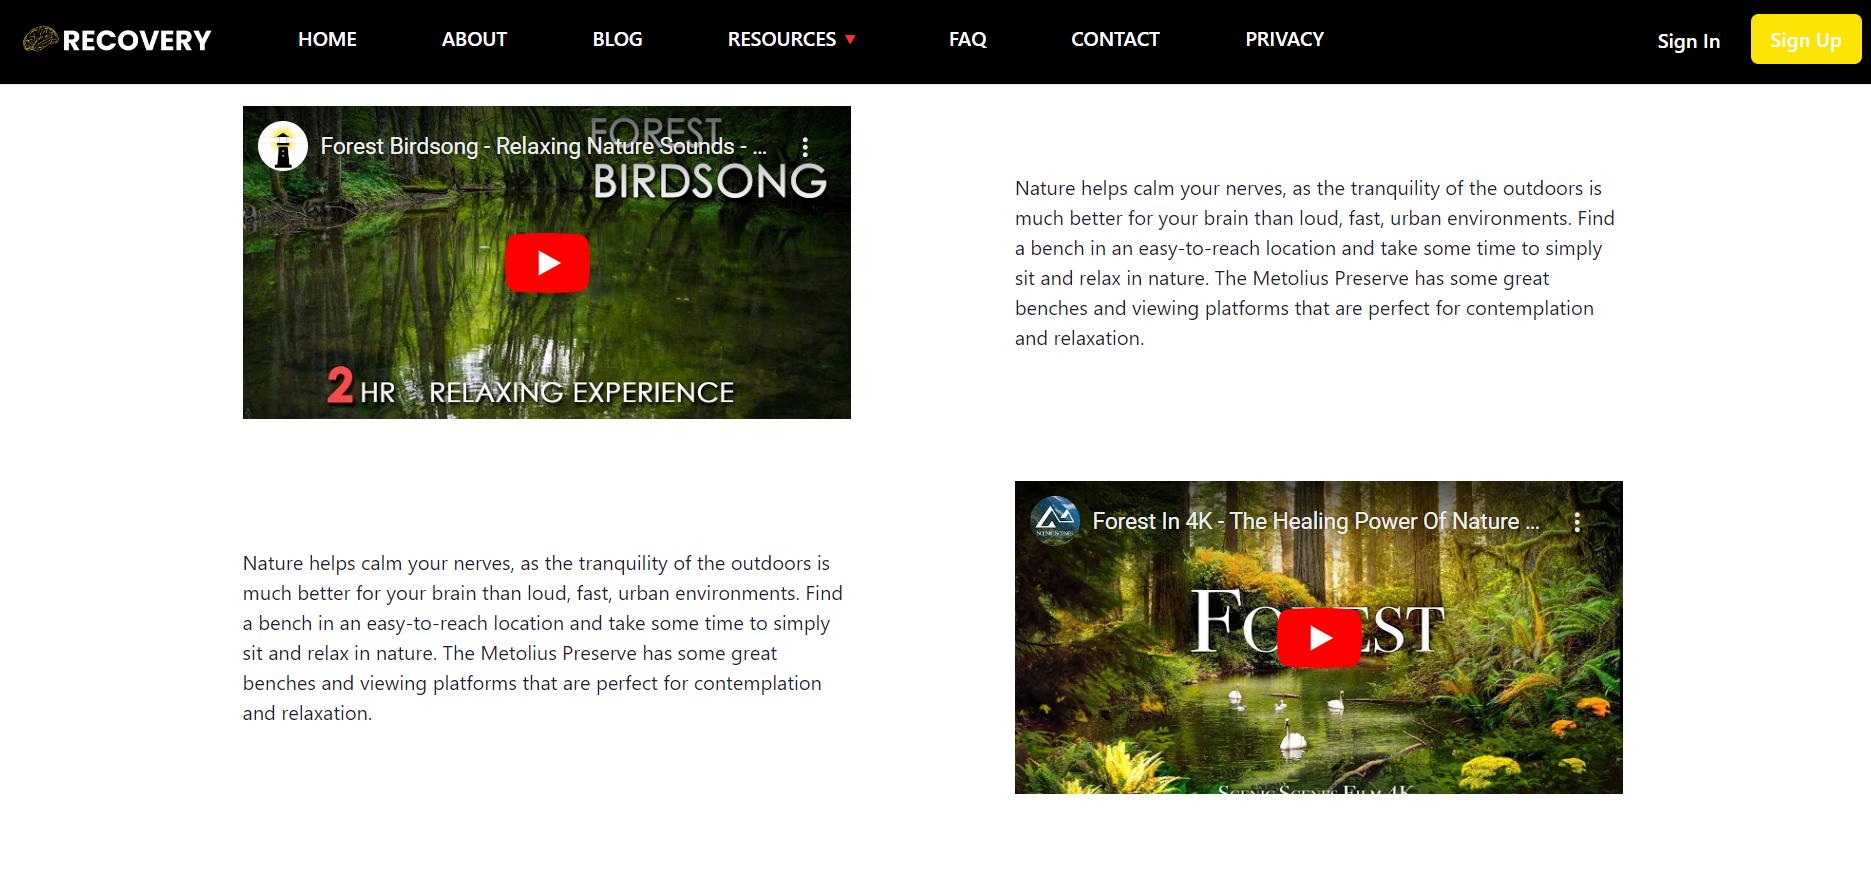 RECOVERY
HOME
ABOUT
BLOG
RESOURCES
FAQ
CONTACT
PRIVACY
Sign In
Sign Up
Forest Birdsong - Relaxing Nature Sounds - ...
FOREST
BIRDSONG
2 HR RELAXING EXPERIENCE
Nature helps calm your nerves, as the tranquility of the outdoors is
much better for your brain than loud, fast, urban environments. Find
a bench in an easy-to-reach location and take some time to simply
sit and relax in nature. The Metolius Preserve has some great
benches and viewing platforms that are perfect for contemplation
and relaxation.
Nature helps calm your nerves, as the tranquility of the outdoors is
much better for your brain than loud, fast, urban environments. Find
a bench in an easy-to-reach location and take some time to simply
sit and relax in nature. The Metolius Preserve has some great
benches and viewing platforms that are perfect for contemplation
and relaxation.
SCENIC SCENES
Forest In 4K - The Healing Power Of Nature ...
FOREST
SCENIC SCENES FILM 4K